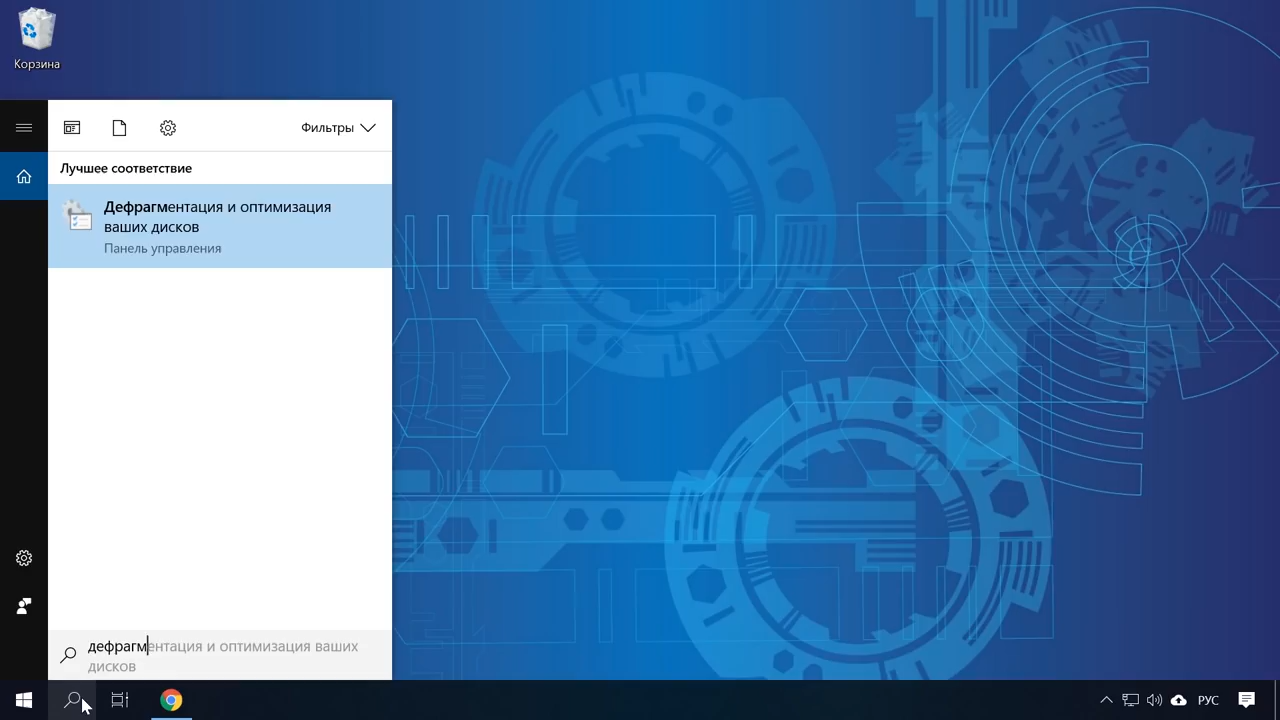 Корзина
Фильтры
Лучшее соответствие
Дефрагментация и оптимизация
ваших дисков
Панель управления
дефрагментация и оптимизация ваших
дисков
РУС